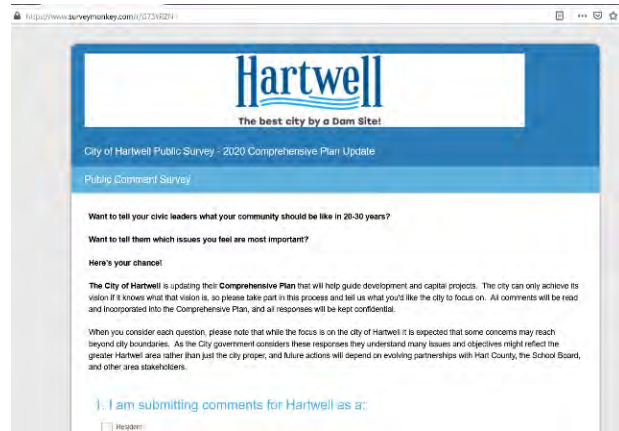 Hartwell
The best city by a Dam Site!
City of Hartwell Public Survey - 2020 Comprehensive Plan Update
Public Comment Survey
Want to tell your civic leaders what your community should be like in 20-30 years?
Want to tell them which issues you feel are most important?
Here's your chance!
The City of Hartwell is updating their Comprehensive Plan that will help guide development and capital projects. The city can only achieve its
vision if it knows what that vision is, so please take part in this process and tell us what you'd like the city to focus on. All comments will be read
and incorporated into the Comprehensive Plan, and all responses will be kept confidential.
When you consider each question, please note that while the focus is on the city of Hartwell it is expected that some concerns may reach
beyond city boundaries. As the City government considers these responses they understand many issues and objectives might reflect the
greater Hartwell area rather than just the city proper, and future actions will depend on evolving partnerships with Hart County, the School Board,
and other area stakeholders.
1. I am submitting comments for Hartwell as a:
Resident